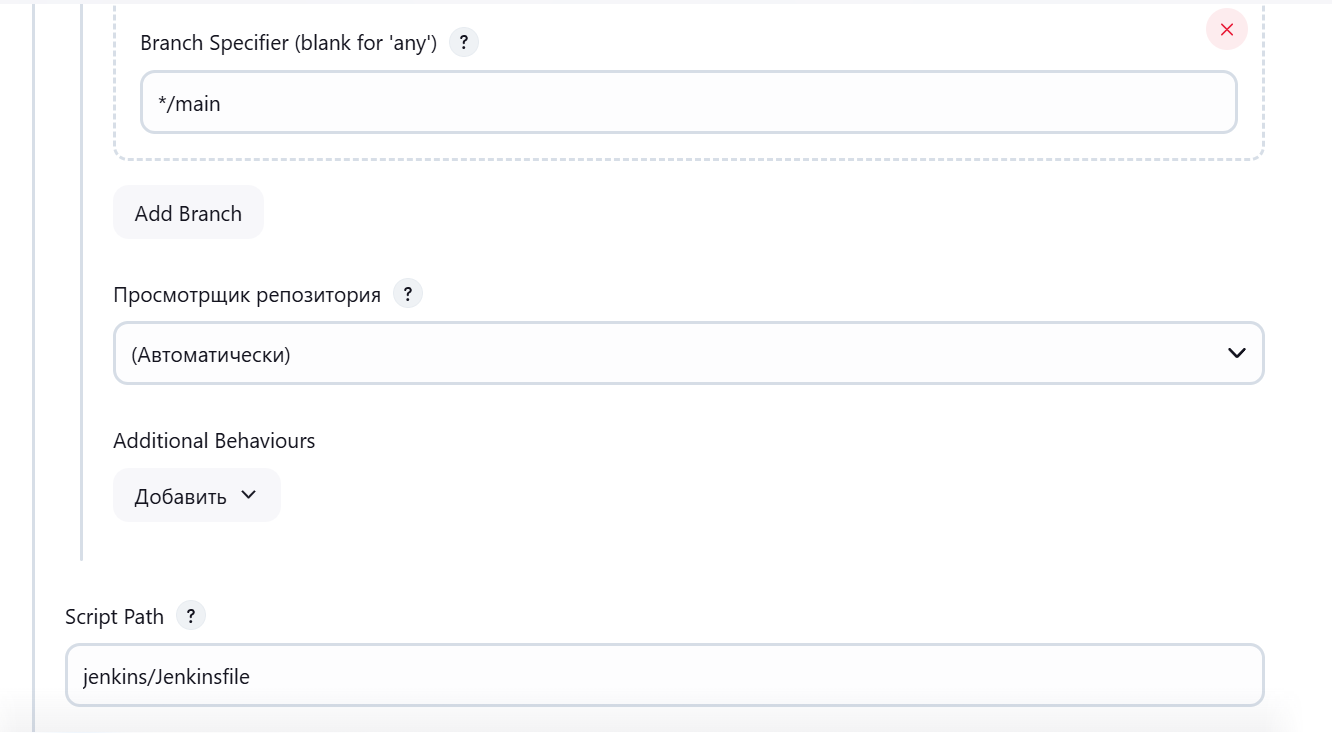 Branch Specifier (blank for 'any') ?
*/main
Add Branch
Просмотрщик репозитория ?
(Автоматически)
Additional Behaviours
Добавить
Script Path ?
jenkins/Jenkinsfile